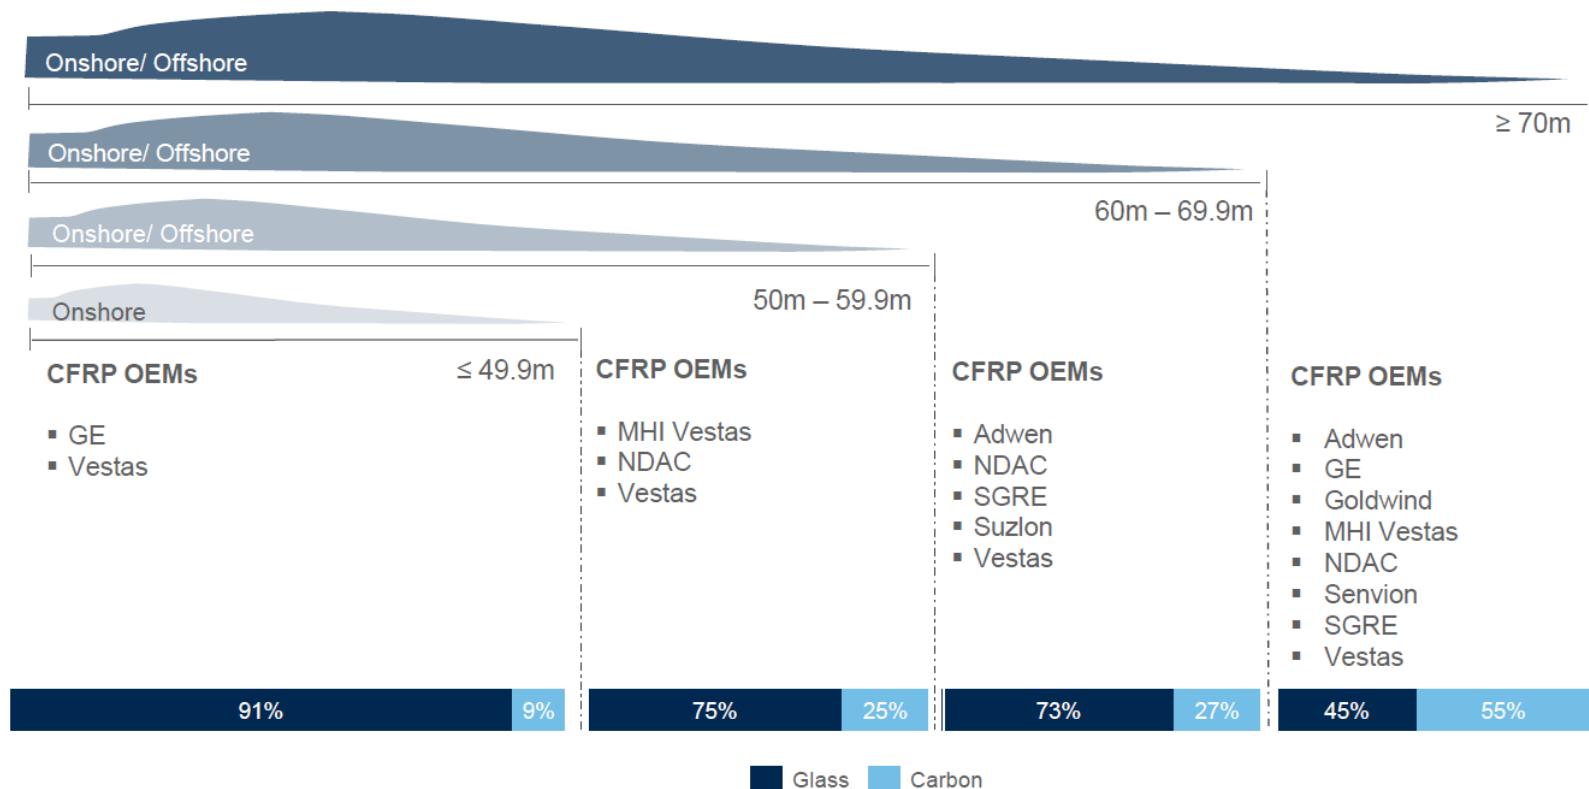 Onshore/ Offshore
≥ 70m
Onshore/ Offshore
60m – 69.9m
Onshore/ Offshore
50m – 59.9m
Onshore
≤ 49.9m
CFRP OEMs
▪ GE
▪ Vestas
CFRP OEMs
▪ MHI Vestas
▪ NDAC
▪ Vestas
CFRP OEMs
▪ Adwen
▪ NDAC
▪ SGRE
▪ Suzlon
▪ Vestas
CFRP OEMs
▪ Adwen
▪ GE
▪ Goldwind
▪ MHI Vestas
▪ NDAC
▪ Senvion
▪ SGRE
▪ Vestas
91% 9% 75% 25% 73% 27% 45% 55%
Glass Carbon